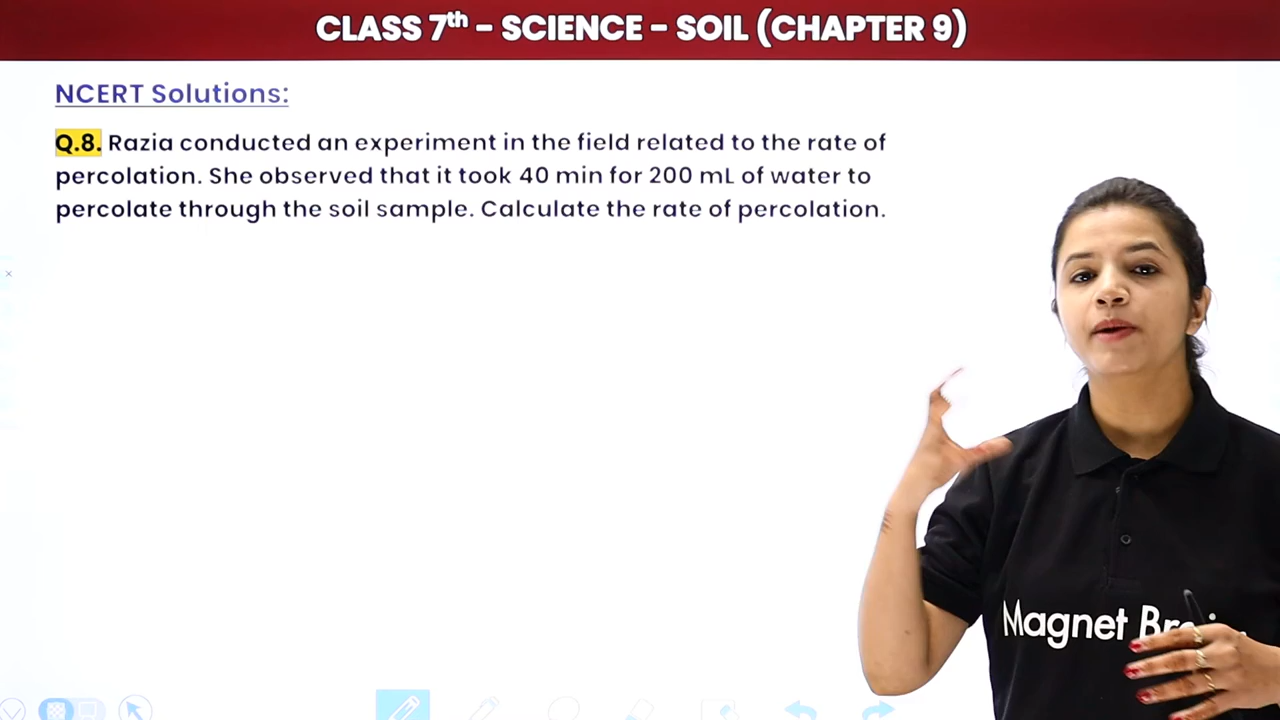 CLASS 7th - SCIENCE - SOIL (CHAPTER 9)
NCERT Solutions:
Q.8. Razia conducted an experiment in the field related to the rate of
percolation. She observed that it took 40 min for 200 mL of water to
percolate through the soil sample. Calculate the rate of percolation.
Magnet